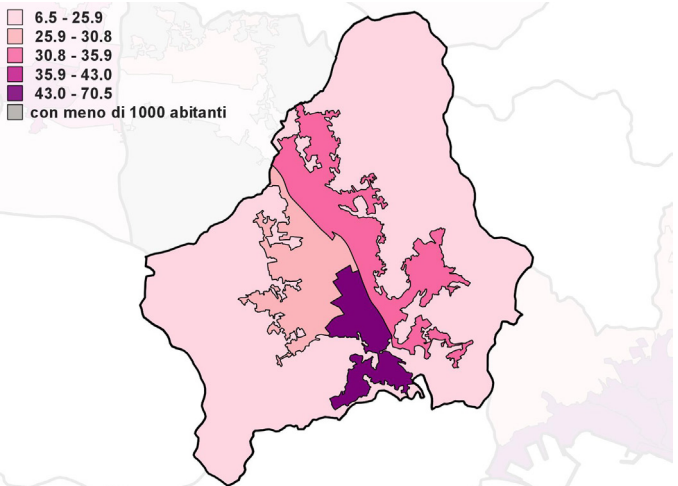 6.5 - 25.9
25.9 - 30.8
30.8 - 35.9
35.9 - 43.0
43.0 - 70.5
con meno di 1000 abitanti